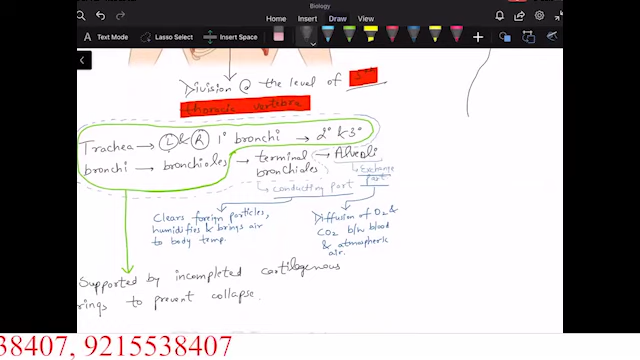 Biology
Home Insert Draw View
Text Mode Lasso Select Insert Space
Division @ the level of 5th
thoracic vertebra
Trachea → L & R 1° bronchi → 2° & 3°
bronchi → bronchioles → terminal → Alveoli
bronchioles
Exchange
part
conducting part
Clears foreign particles,
humidifies & brings air
to body temp.
Diffusion of O2 &
CO2 b/w blood
& atmospheric
air.
Supported by incompleted cartilogenous
rings to prevent collapse.
38407, 9215538407